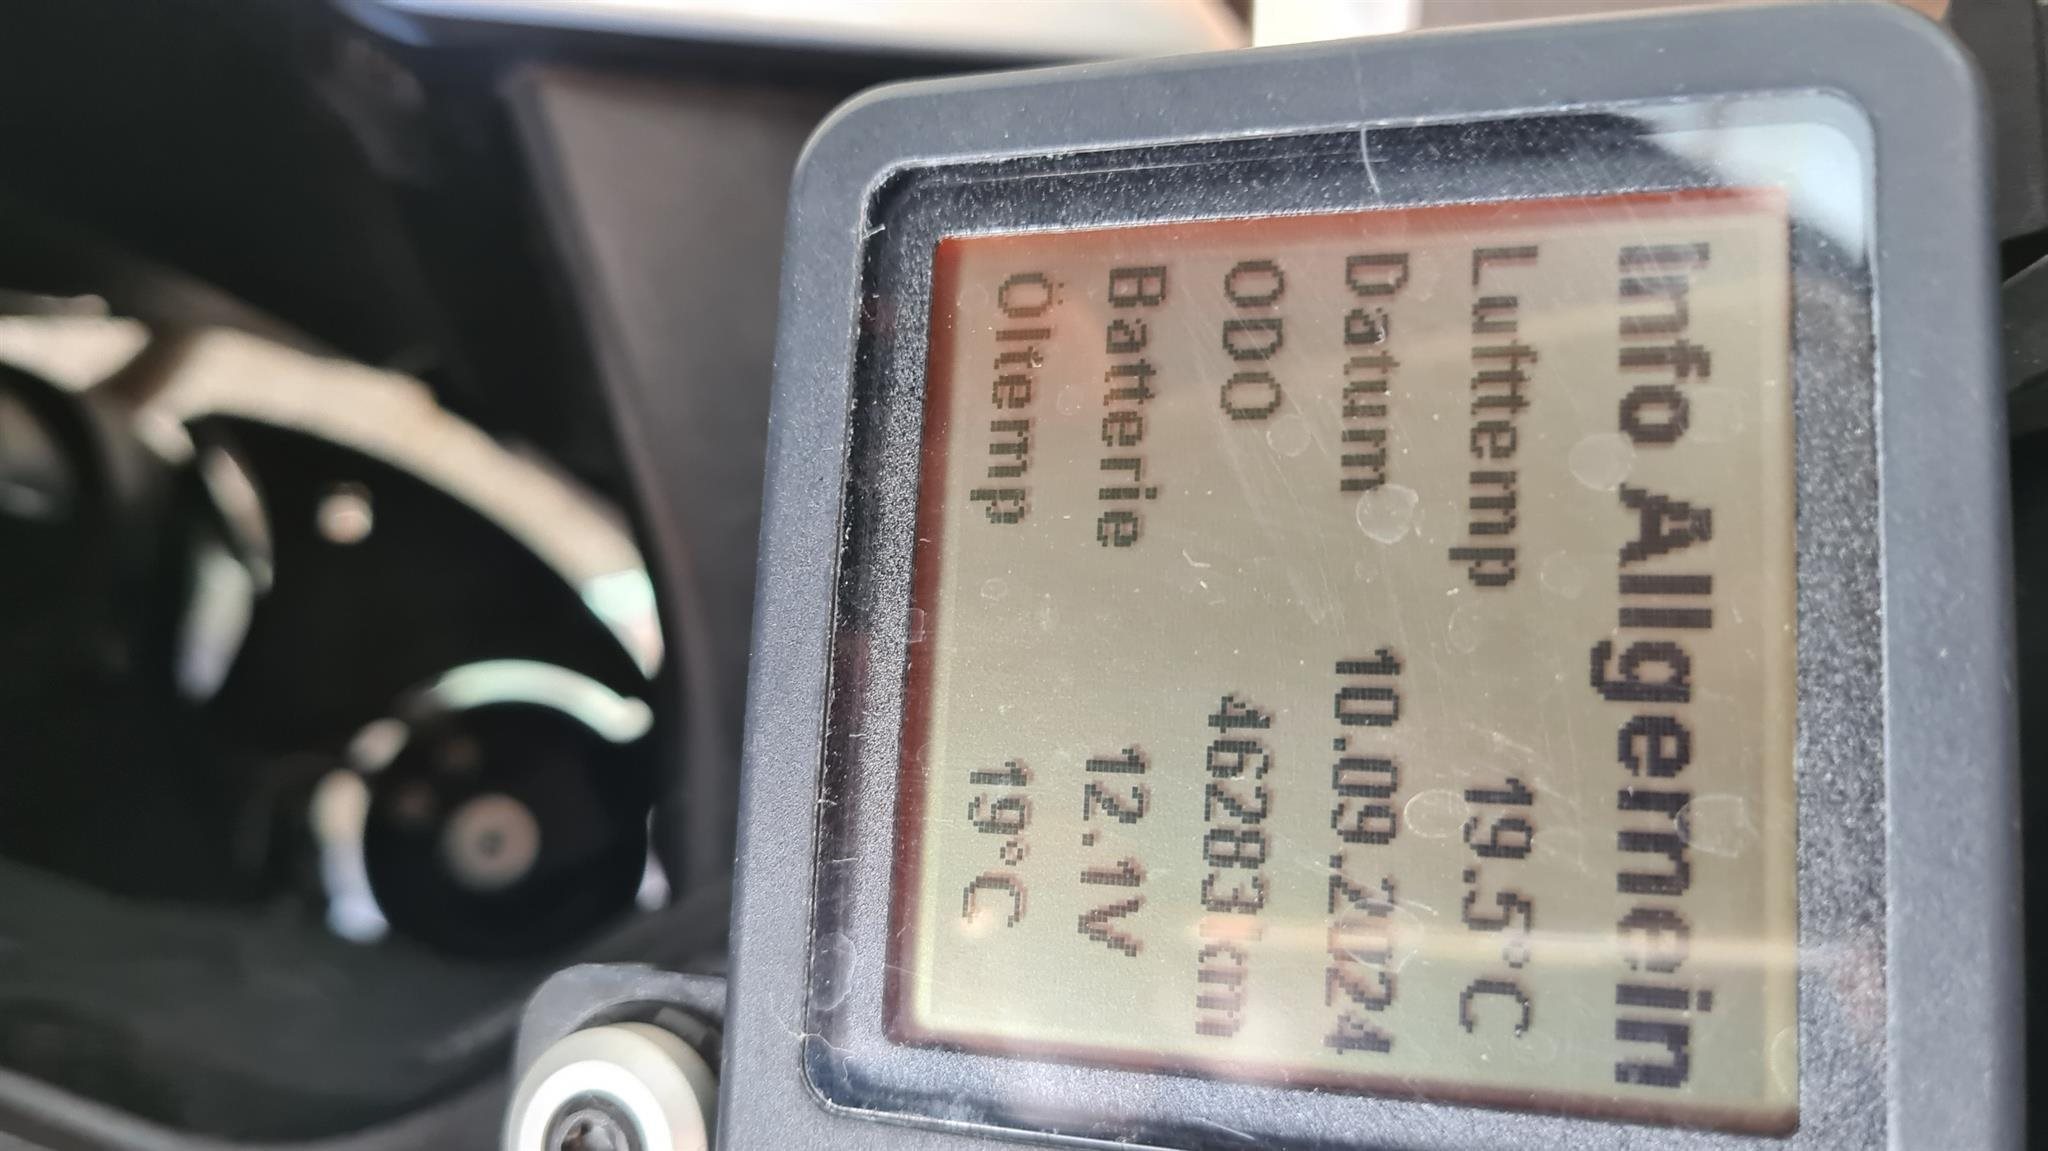 Info Allgemein
Lufttemp 19.5°C
Datum 10.09.2024
ODO 46283km
Batterie 12.1V
Öltemp 19°C